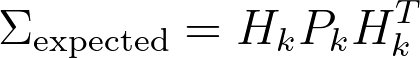 Σ_expected = H_k P_k H_k^T